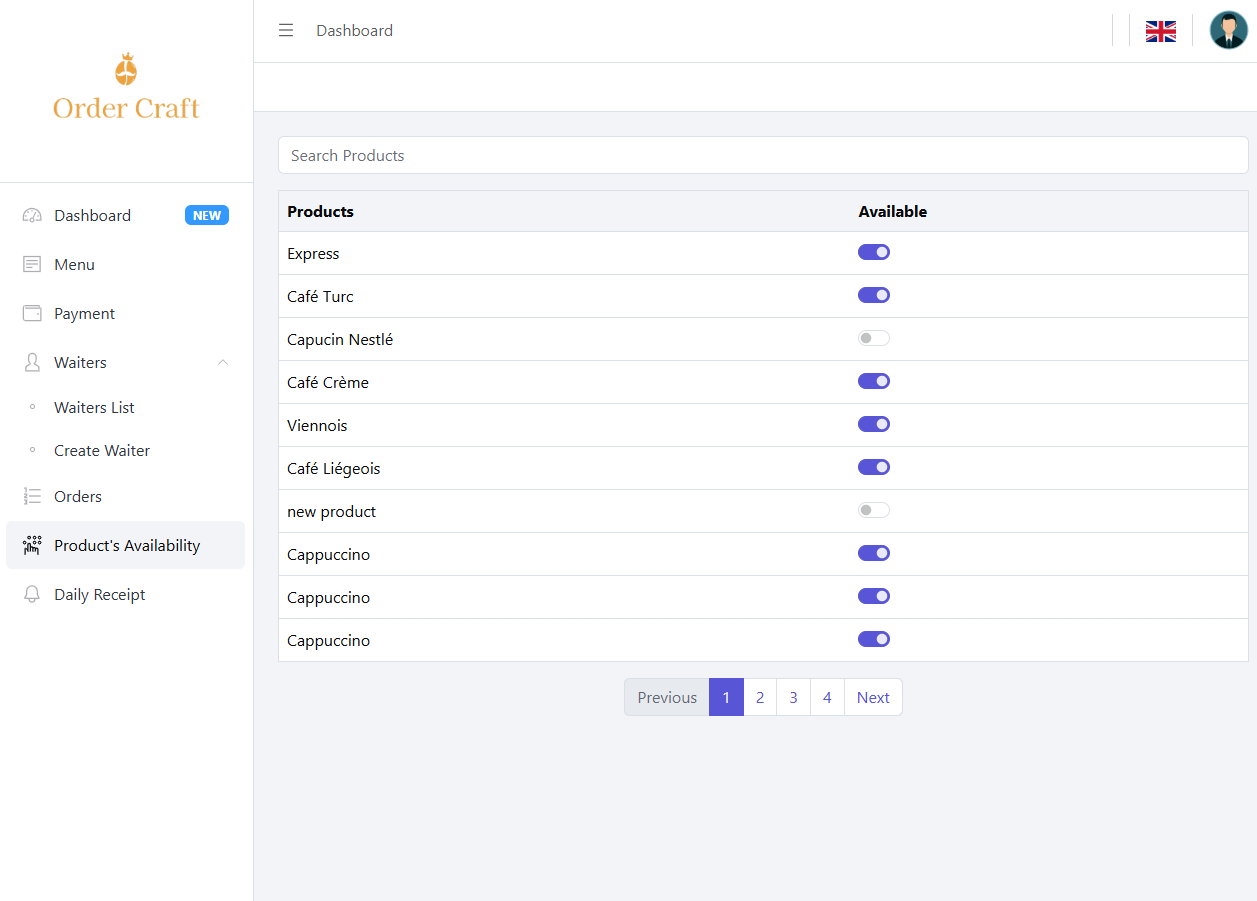 Order Craft
Dashboard NEW
Menu
Payment
Waiters
Waiters List
Create Waiter
Orders
Product's Availability
Daily Receipt
Dashboard
Search Products
Products Available
Express
Café Turc
Capucin Nestlé
Café Crème
Viennois
Café Liégeois
new product
Cappuccino
Cappuccino
Cappuccino
Previous 1 2 3 4 Next